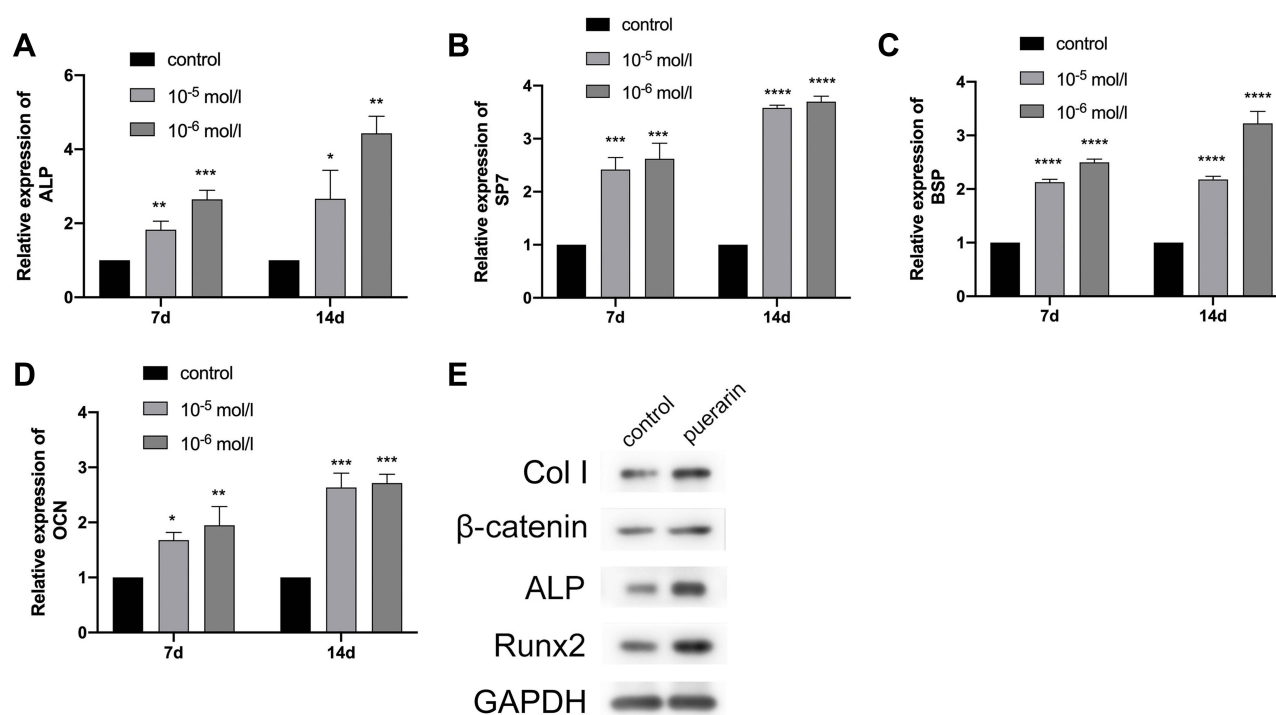 A
control
10⁻⁵ mol/l
10⁻⁶ mol/l
Relative expression of
ALP
6
4
2
0
**
***
*
**
7d
14d
B
control
10⁻⁵ mol/l
10⁻⁶ mol/l
Relative expression of
SP7
4
3
2
1
0
***
***
****
****
7d
14d
C
control
10⁻⁵ mol/l
10⁻⁶ mol/l
Relative expression of
BSP
4
3
2
1
0
****
****
****
****
7d
14d
D
control
10⁻⁵ mol/l
10⁻⁶ mol/l
Relative expression of
OCN
4
3
2
1
0
*
**
***
***
7d
14d
E
control
puerarin
Col I
β-catenin
ALP
Runx2
GAPDH